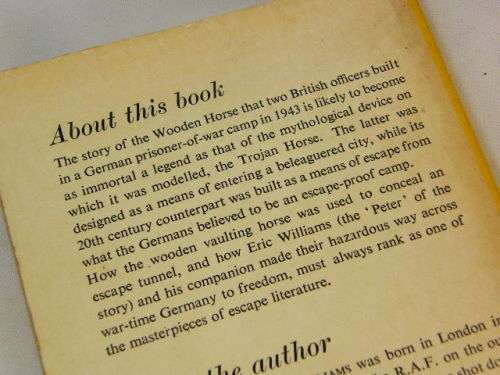 About this book
The story of the Wooden Horse that two British officers built
in a German prisoner-of-war camp in 1943 is likely to become
as immortal a legend as that of the mythological device on
which it was modelled, the Trojan Horse. The latter was
designed as a means of entering a beleaguered city, while its
20th century counterpart was built as a means of escape from
what the Germans believed to be an escape-proof camp.
How the wooden vaulting horse was used to conceal an
escape tunnel, and how Eric Williams (the ‘Peter’ of the
story) and his companion made their hazardous way across
war-time Germany to freedom, must always rank as one of
the masterpieces of escape literature.
the author
was born in London in
R.A.F. on the
shot